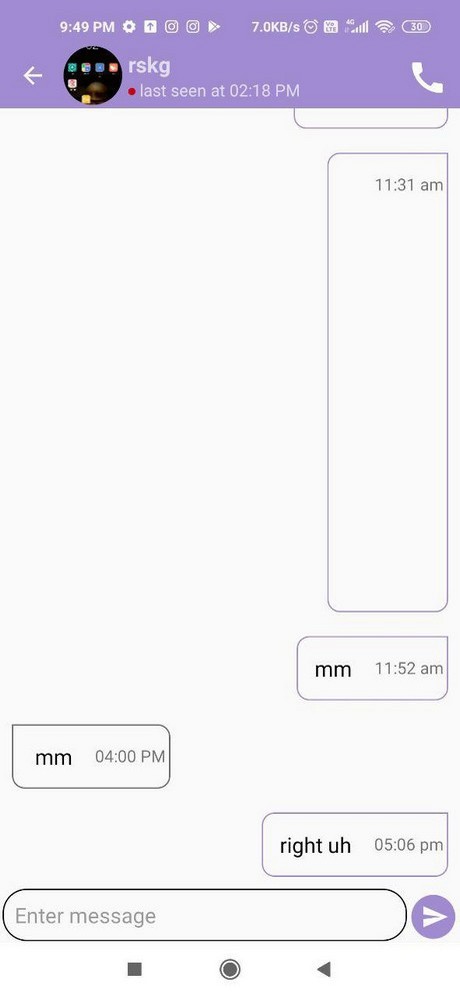 9:49 PM 7.0KB/s 4G 30
rskg
last seen at 02:18 PM
11:31 am
mm 11:52 am
mm 04:00 PM
right uh 05:06 pm
Enter message